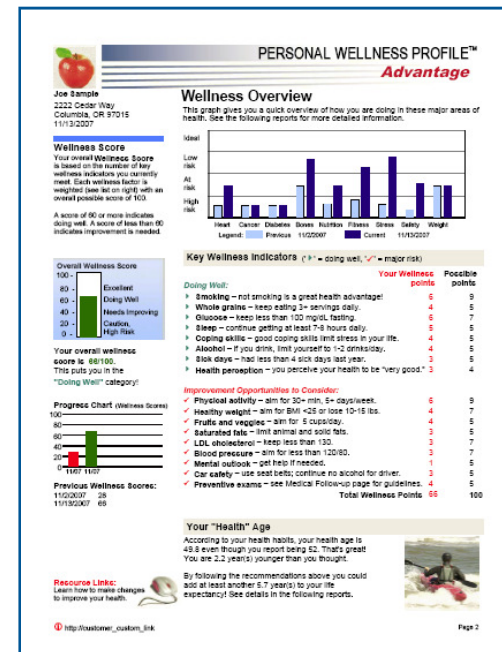 PERSONAL WELLNESS PROFILE™
Advantage
Joe Sample
2222 Cedar Way
Columbia, OR 97015
11/13/2007
Wellness Score
Your overall Wellness Score
is based on the number of key
wellness indicators you currently
meet. Each wellness factor is
weighted (see list on right) with an
overall possible score of 100.
A score of 60 or more indicates
doing well. A score of less than 60
indicates improvement is needed.
Overall Wellness Score
100 -
80 - Excellent
60 - Doing Well
40 - Needs Improving
20 - Caution,
0 - High Risk
Your overall wellness
score is 66/100.
This puts you in the
"Doing Well" category!
Progress Chart (Wellness Scores)
100
80
60
40
20
0
11/07 11/07
Previous Wellness Scores:
11/2/2007 28
11/13/2007 66
Resource Links:
Learn how to make changes
to improve your health.
Wellness Overview
This graph gives you a quick overview of how you are doing in these major areas of
health. See the following reports for more detailed information.
Ideal
Low
risk
At
risk
High
risk
Heart Cancer Diabetes Bones Nutrition Fitness Stress Safety Weight
Legend: Previous 11/2/2007 Current 11/13/2007
Key Wellness Indicators ("▶" = doing well, "✓" = major risk)
Your Wellness points Possible points
Doing Well:
▶ Smoking – not smoking is a great health advantage! 6 9
▶ Whole grains – keep eating 3+ servings daily. 4 5
▶ Glucose – keep less than 100 mg/dL fasting. 6 7
▶ Sleep – continue getting at least 7-8 hours daily. 5 5
▶ Coping skills – good coping skills limit stress in your life. 4 5
▶ Alcohol – if you drink, limit yourself to 1-2 drinks/day. 4 5
▶ Sick days – had less than 4 sick days last year. 3 5
▶ Health perception – you perceive your health to be "very good." 3 4
Improvement Opportunities to Consider:
✓ Physical activity – aim for 30+ min, 5+ days/week. 6 9
✓ Healthy weight – aim for BMI <25 or lose 10-15 lbs. 4 7
✓ Fruits and veggies – aim for 5 cups/day. 4 5
✓ Saturated fats – limit animal and solid fats. 3 5
✓ LDL cholesterol – keep less than 130. 3 7
✓ Blood pressure – aim for less than 120/80. 3 7
✓ Mental outlook – get help if needed. 1 5
✓ Car safety – use seat belts; continue no alcohol for driver. 3 5
✓ Preventive exams – see Medical Follow-up page for guidelines. 4 5
Total Wellness Points 66 100
Your "Health" Age
According to your health habits, your health age is
49.8 even though you report being 52. That's great!
You are 2.2 year(s) younger than you thought.
By following the recommendations above you could
add at least another 5.7 year(s) to your life
expectancy! See details in the following reports.
http://customer_custom_link
Page 2